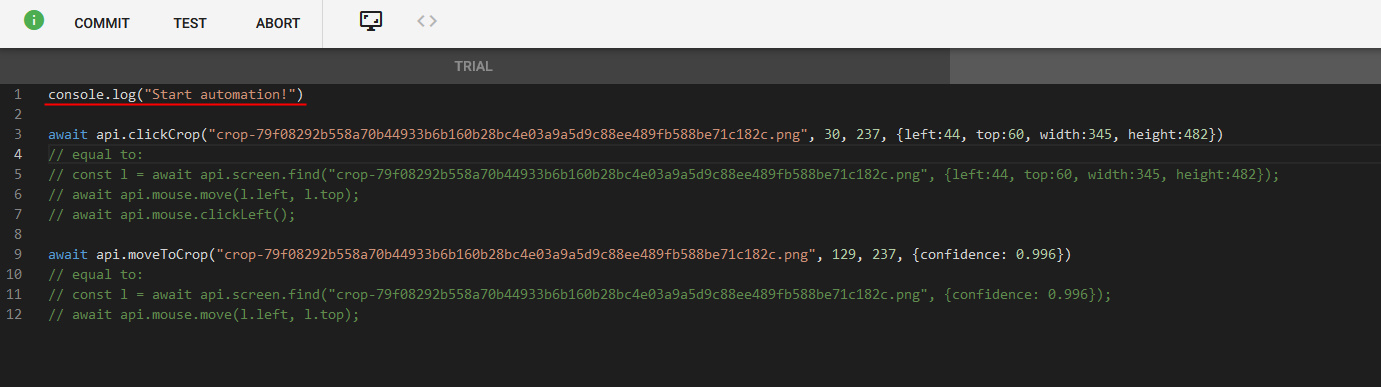 COMMIT TEST ABORT
TRIAL
1 console.log("Start automation!")
2
3 await api.clickCrop("crop-79f08292b558a70b44933b6b160b28bc4e03a9a5d9c88ee489fb588be71c182c.png", 30, 237, {left:44, top:60, width:345, height:482})
4 // equal to:
5 // const l = await api.screen.find("crop-79f08292b558a70b44933b6b160b28bc4e03a9a5d9c88ee489fb588be71c182c.png", {left:44, top:60, width:345, height:482});
6 // await api.mouse.move(l.left, l.top);
7 // await api.mouse.clickLeft();
8
9 await api.moveToCrop("crop-79f08292b558a70b44933b6b160b28bc4e03a9a5d9c88ee489fb588be71c182c.png", 129, 237, {confidence: 0.996})
10 // equal to:
11 // const l = await api.screen.find("crop-79f08292b558a70b44933b6b160b28bc4e03a9a5d9c88ee489fb588be71c182c.png", {confidence: 0.996});
12 // await api.mouse.move(l.left, l.top);